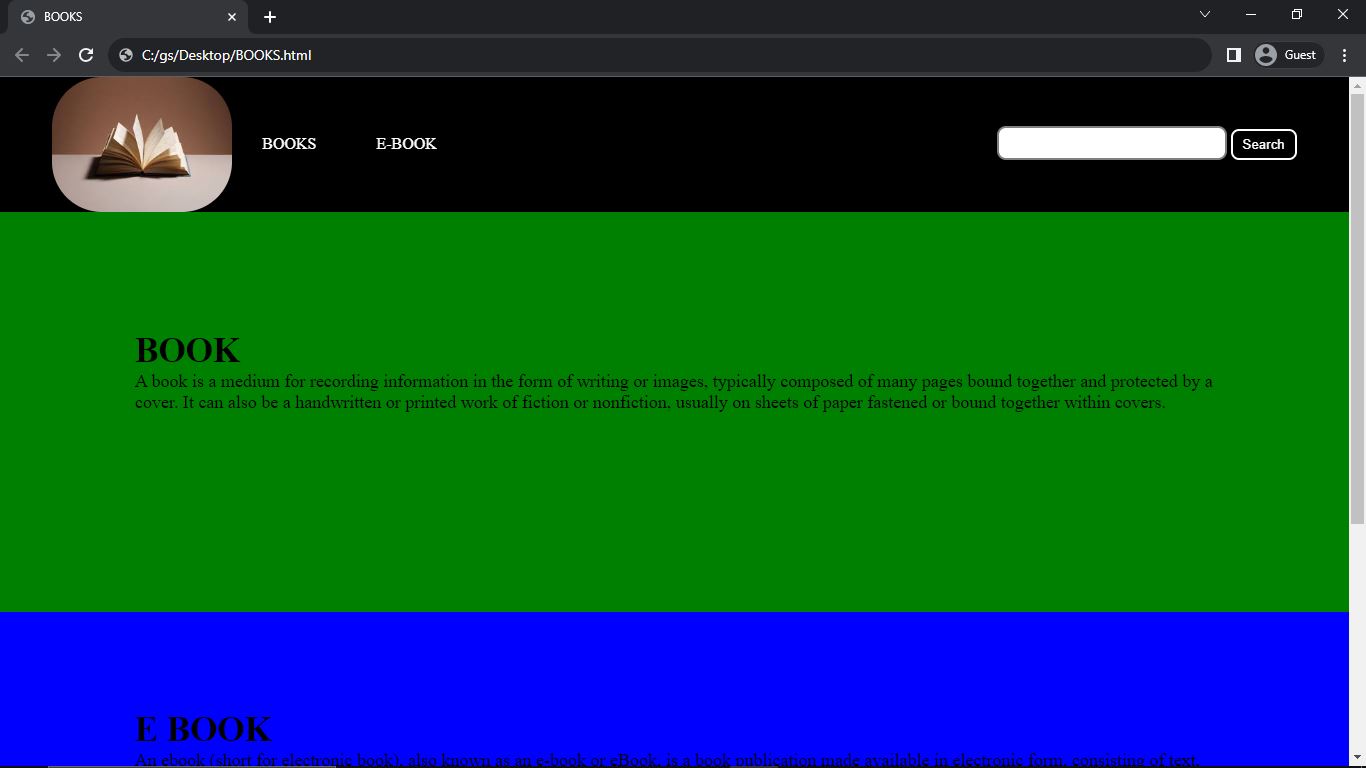 BOOKS
C:/gs/Desktop/BOOKS.html
Guest
BOOKS
E-BOOK
Search
BOOK
A book is a medium for recording information in the form of writing or images, typically composed of many pages bound together and protected by a
cover. It can also be a handwritten or printed work of fiction or nonfiction, usually on sheets of paper fastened or bound together within covers.
E BOOK
An ebook (short for electronic book), also known as an e-book or eBook, is a book publication made available in electronic form, consisting of text,